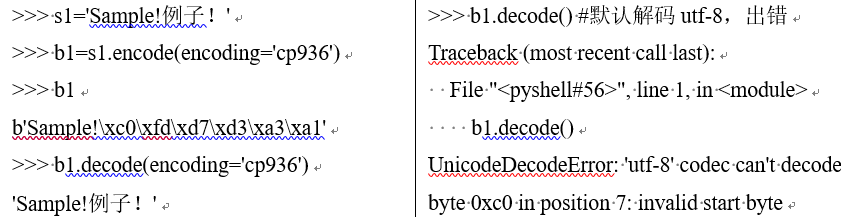 >>> s1='Sample!例子！'
>>> b1=s1.encode(encoding='cp936')
>>> b1
b'Sample!\xc0\xfd\xd7\xd3\xa3\xa1'
>>> b1.decode(encoding='cp936')
'Sample!例子！'
>>> b1.decode() #默认解码 utf-8，出错
Traceback (most recent call last):
File "<pyshell#56>", line 1, in <module>
b1.decode()
UnicodeDecodeError: 'utf-8' codec can't decode
byte 0xc0 in position 7: invalid start byte